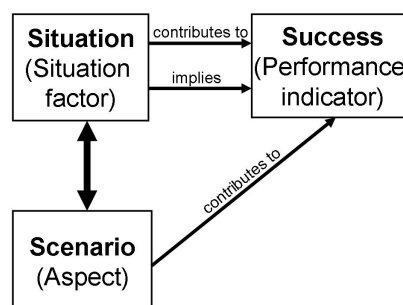 Situation
(Situation
factor)
contributes to
implies
Success
(Performance
indicator)
contributes to
Scenario
(Aspect)